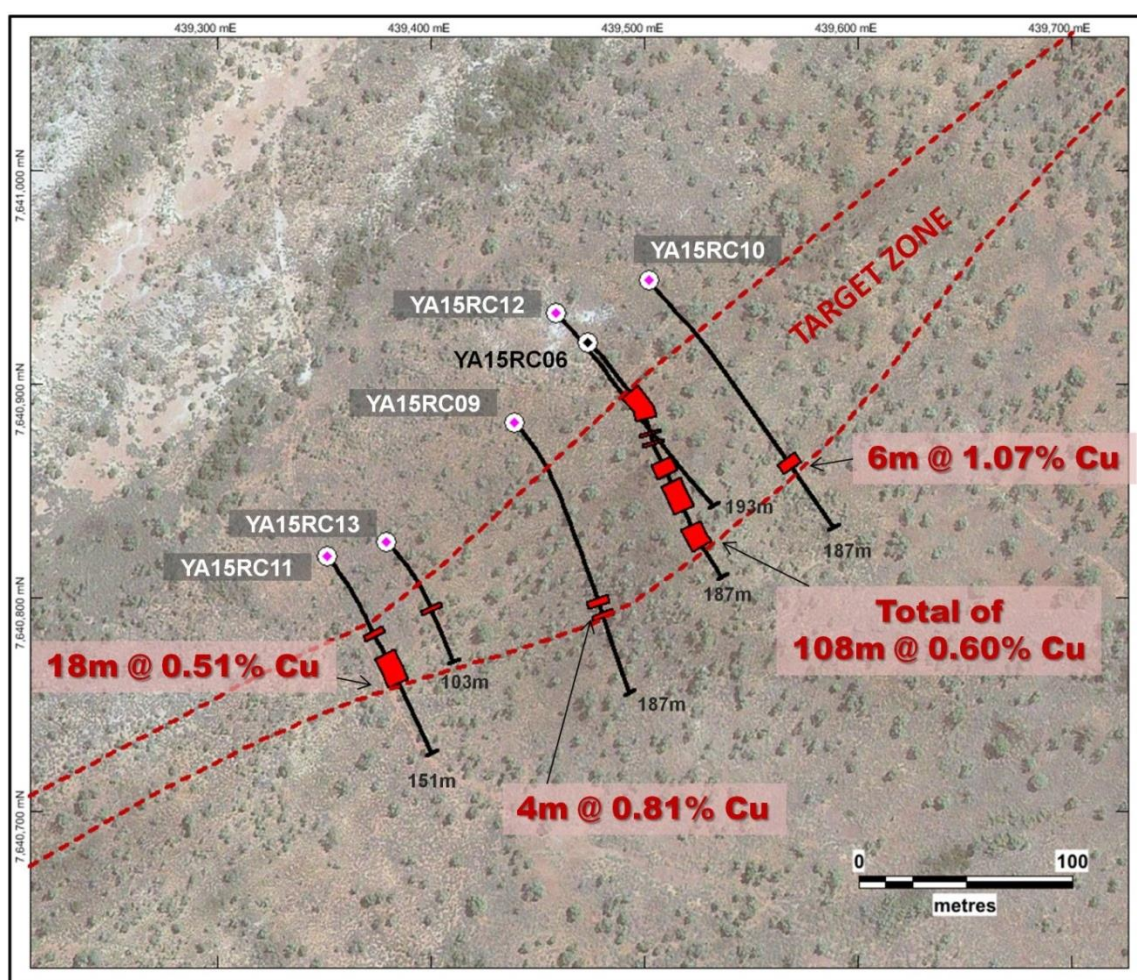 439,300 mE
439,400 mE
439,500 mE
439,600 mE
439,700 mE
7,641,000 mN
7,640,900 mN
7,640,800 mN
7,640,700 mN
TARGET ZONE
YA15RC10
YA15RC12
YA15RC06
YA15RC09
YA15RC13
YA15RC11
6m @ 1.07% Cu
193m
187m
187m
Total of
108m @ 0.60% Cu
18m @ 0.51% Cu
103m
187m
151m
4m @ 0.81% Cu
0
100
metres